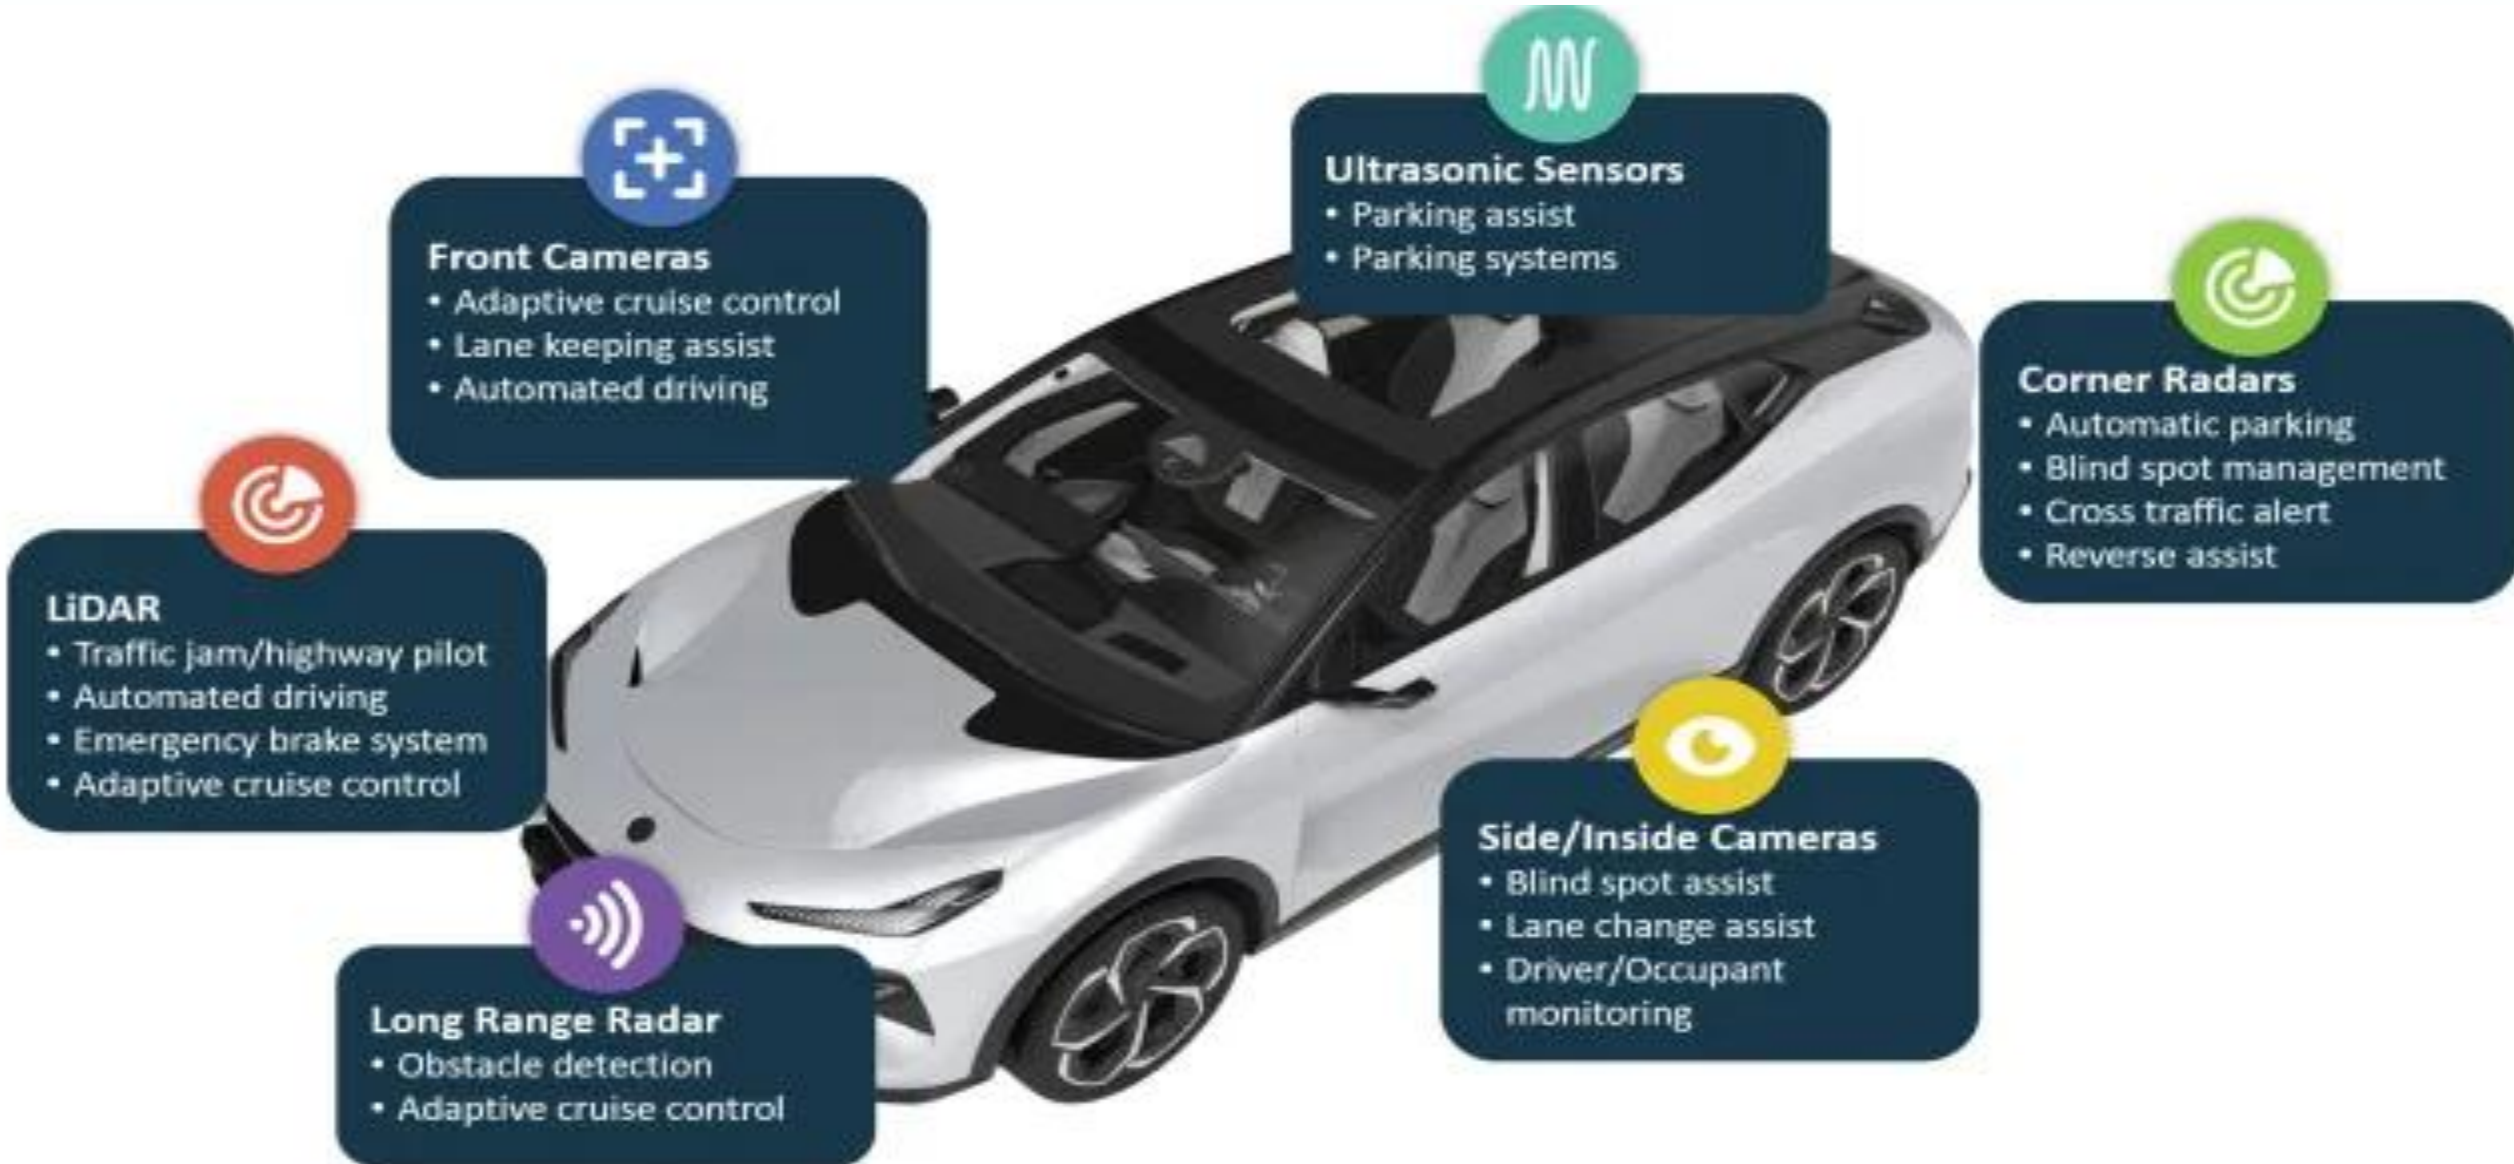 Ultrasonic Sensors
• Parking assist
• Parking systems
Front Cameras
• Adaptive cruise control
• Lane keeping assist
• Automated driving
Corner Radars
• Automatic parking
• Blind spot management
• Cross traffic alert
• Reverse assist
LiDAR
• Traffic jam/highway pilot
• Automated driving
• Emergency brake system
• Adaptive cruise control
Side/Inside Cameras
• Blind spot assist
• Lane change assist
• Driver/Occupant
monitoring
Long Range Radar
• Obstacle detection
• Adaptive cruise control